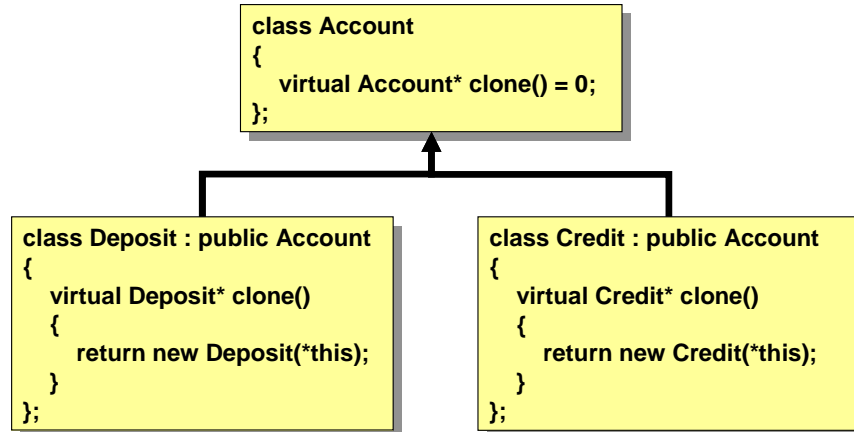 class Account
{
virtual Account* clone() = 0;
};
class Deposit : public Account
{
virtual Deposit* clone()
{
return new Deposit(*this);
}
};
class Credit : public Account
{
virtual Credit* clone()
{
return new Credit(*this);
}
};